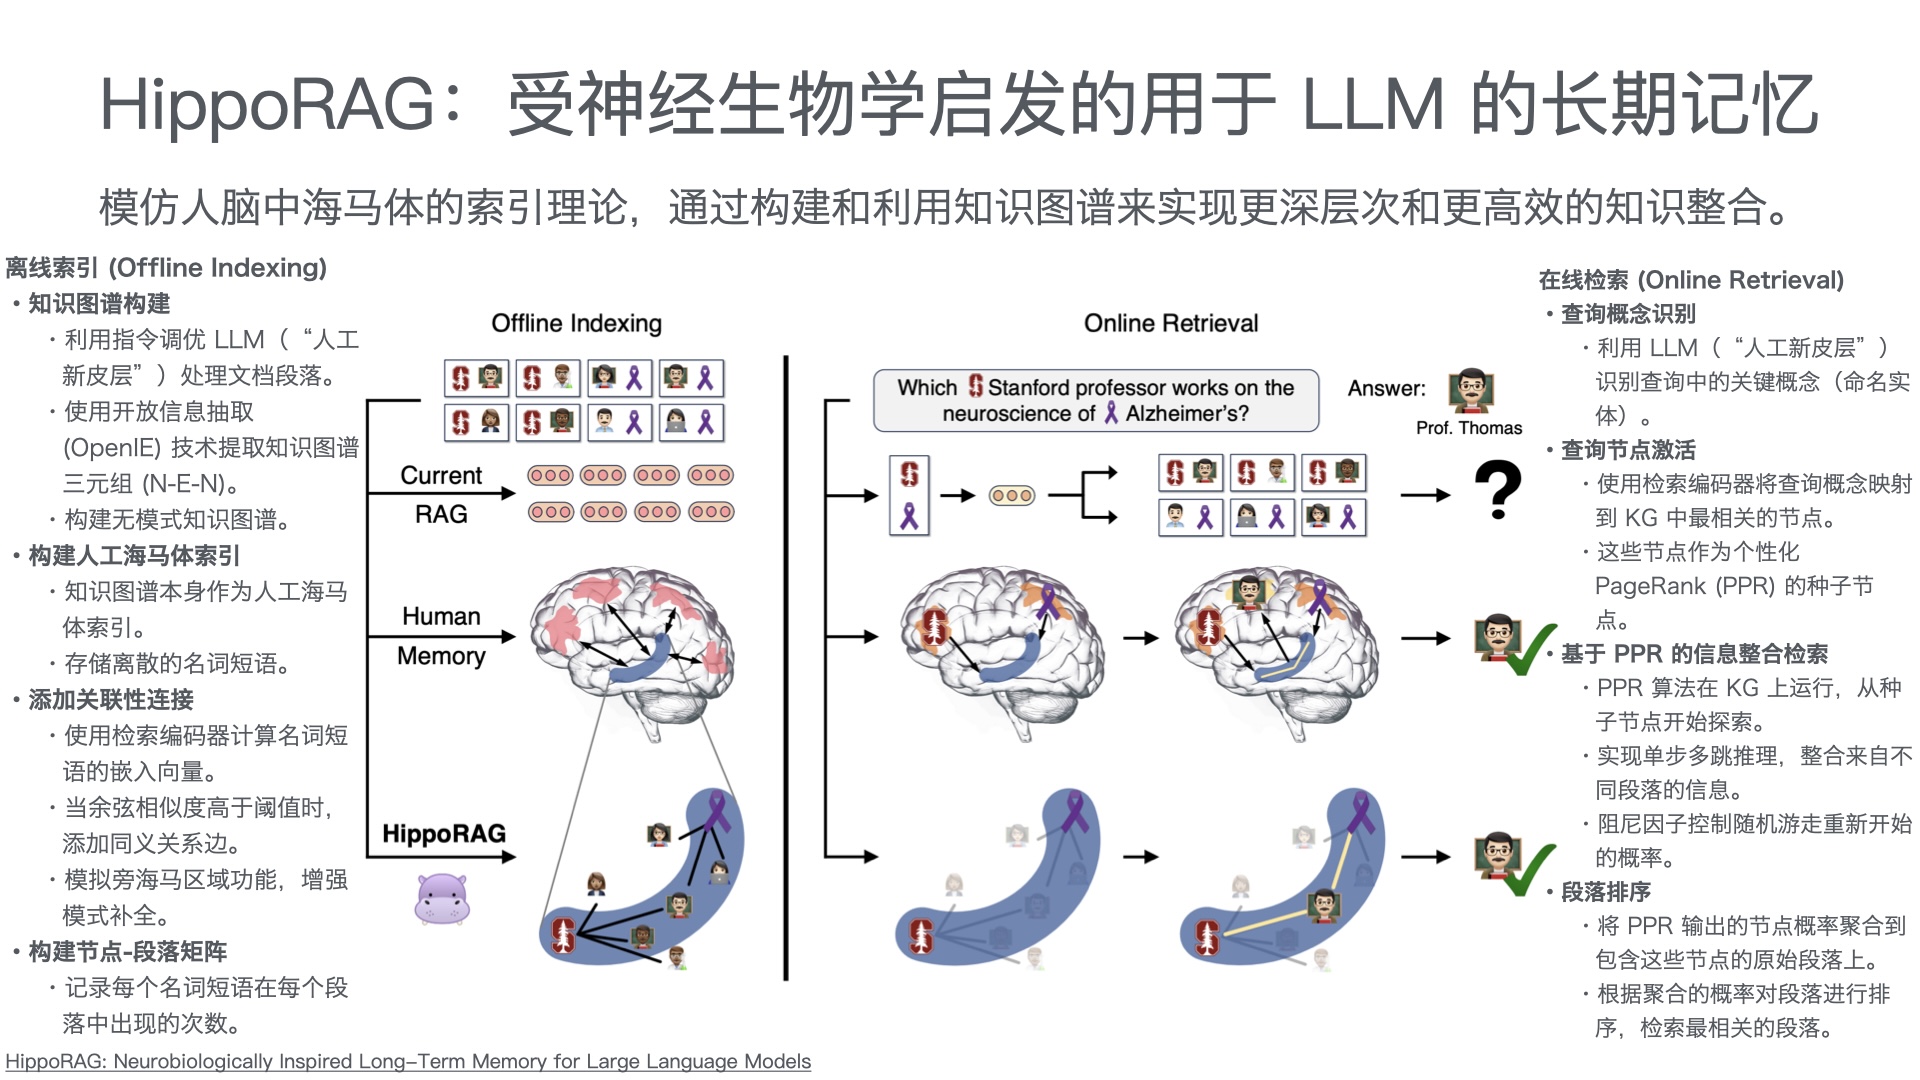 HippoRAG：受神经生物学启发的用于 LLM 的长期记忆
模仿人脑中海马体的索引理论，通过构建和利用知识图谱来实现更深层次和更高效的知识整合。
离线索引 (Offline Indexing)
• 知识图谱构建
· 利用指令调优 LLM（ “人工
新皮层” ）处理文档段落。
· 使用开放信息抽取
(OpenIE) 技术提取知识图谱
三元组 (N-E-N)。
· 构建无模式知识图谱。
• 构建人工海马体索引
· 知识图谱本身作为人工海马
体索引。
· 存储离散的名词短语。
• 添加关联性连接
· 使用检索编码器计算名词短
语的嵌入向量。
· 当余弦相似度高于阈值时，
添加同义关系边。
· 模拟旁海马区域功能，增强
模式补全。
• 构建节点-段落矩阵
· 记录每个名词短语在每个段
落中出现的次数。
Offline Indexing
Current
RAG
Human
Memory
HippoRAG
Online Retrieval
Which Stanford professor works on the
neuroscience of Alzheimer's?
Answer:
Prof. Thomas
?
在线检索 (Online Retrieval)
• 查询概念识别
· 利用 LLM（ “人工新皮层” ）
识别查询中的关键概念（命名实
体）。
• 查询节点激活
· 使用检索编码器将查询概念映射
到 KG 中最相关的节点。
· 这些节点作为个性化
PageRank (PPR) 的种子节
点。
• 基于 PPR 的信息整合检索
· PPR 算法在 KG 上运行，从种
子节点开始探索。
· 实现单步多跳推理，整合来自不
同段落的信息。
· 阻尼因子控制随机游走重新开始
的概率。
• 段落排序
· 将 PPR 输出的节点概率聚合到
包含这些节点的原始段落上。
· 根据聚合的概率对段落进行排
序，检索最相关的段落。
HippoRAG: Neurobiologically Inspired Long-Term Memory for Large Language Models